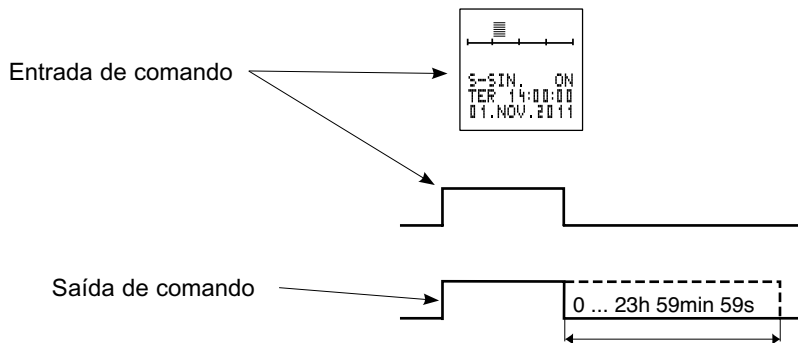 Entrada de comando
S-SIN. ON
TER 14:00:00
01.NOV.2011
Saída de comando
0 ... 23h 59min 59s